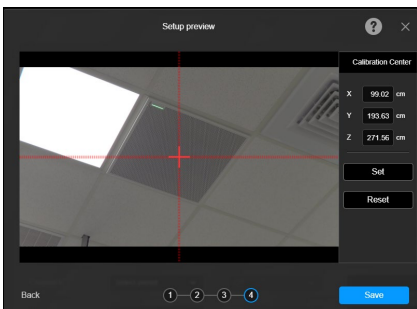 Setup preview
?
Calibration Center
X 99.02 cm
Y 193.63 cm
Z 271.56 cm
Set
Reset
Back
1 2 3 4
Save